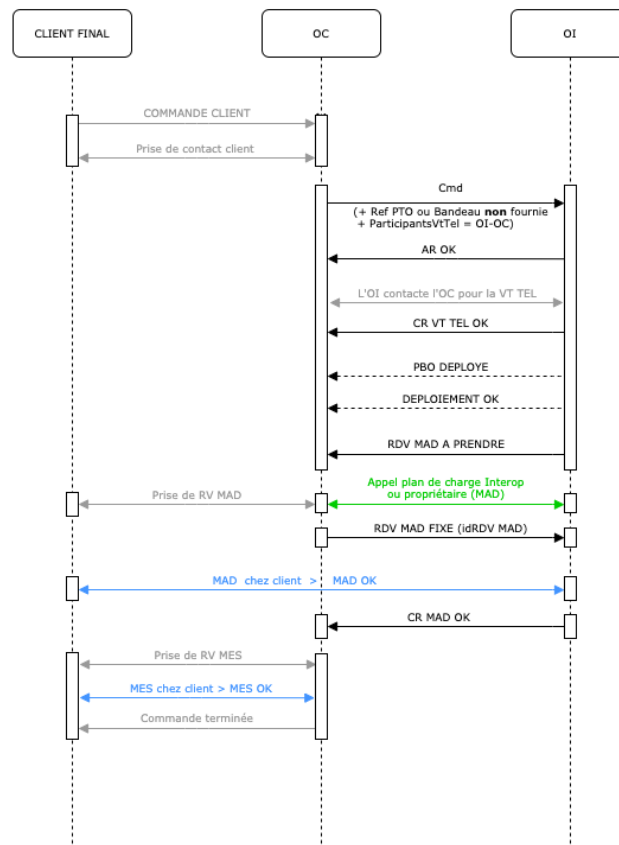 CLIENT FINAL
OC
OI
COMMANDE CLIENT
Prise de contact client
Cmd
(+ Ref PTO ou Bandeau non fournie
+ ParticipantsVtTel = OI-OC)
AR OK
L'OI contacte l'OC pour la VT TEL
CR VT TEL OK
PBO DEPLOYE
DEPLOIEMENT OK
RDV MAD A PRENDRE
Prise de RV MAD
Appel plan de charge Interop
ou propriétaire (MAD)
RDV MAD FIXE (idRDV MAD)
MAD chez client > MAD OK
CR MAD OK
Prise de RV MES
MES chez client > MES OK
Commande terminée